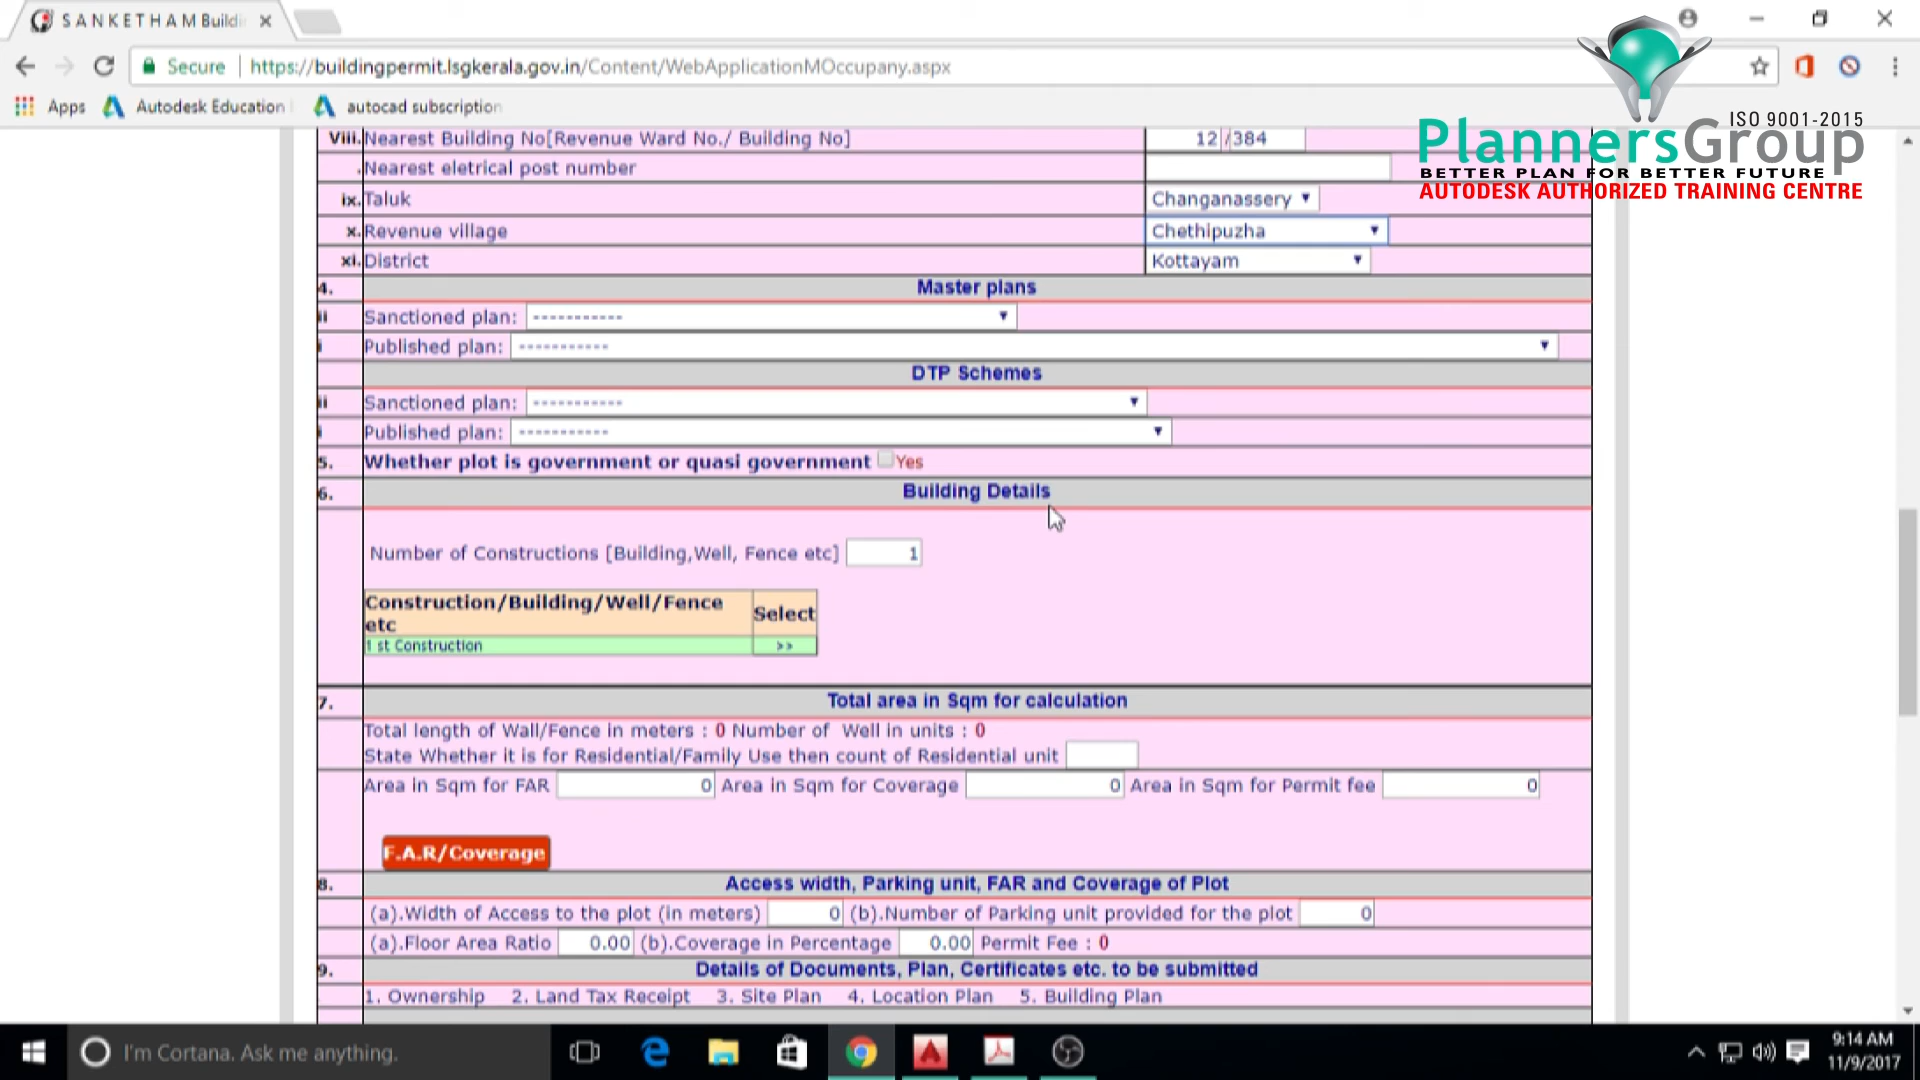 S A N K E T H A M Buildi
Secure | https://buildingpermit.lsgkerala.gov.in/Content/WebApplicationMOccupany.aspx
Apps Autodesk Education autocad subscription
ISO 9001-2015
PlannersGroup
BETTER PLAN FOR BETTER FUTURE
AUTODESK AUTHORIZED TRAINING CENTRE
Viii. Nearest Building No[Revenue Ward No./ Building No] 12 / 384
. Nearest eletrical post number
ix. Taluk Changanassery
x. Revenue village Chethipuzha
xi. District Kottayam
4. Master plans
ii Sanctioned plan: -----------
i Published plan: -----------
DTP Schemes
ii Sanctioned plan: -----------
i Published plan: -----------
5. Whether plot is government or quasi government Yes
6. Building Details
Number of Constructions [Building,Well, Fence etc] 1
Construction/Building/Well/Fence etc Select
1 st Construction >>
7. Total area in Sqm for calculation
Total length of Wall/Fence in meters : 0 Number of Well in units : 0
State Whether it is for Residential/Family Use then count of Residential unit
Area in Sqm for FAR 0 Area in Sqm for Coverage 0 Area in Sqm for Permit fee 0
F.A.R/Coverage
8. Access width, Parking unit, FAR and Coverage of Plot
(a).Width of Access to the plot (in meters) 0 (b).Number of Parking unit provided for the plot 0
(a).Floor Area Ratio 0.00 (b).Coverage in Percentage 0.00 Permit Fee : 0
9. Details of Documents, Plan, Certificates etc. to be submitted
1. Ownership 2. Land Tax Receipt 3. Site Plan 4. Location Plan 5. Building Plan
I'm Cortana. Ask me anything.
9:14 AM
11/9/2017